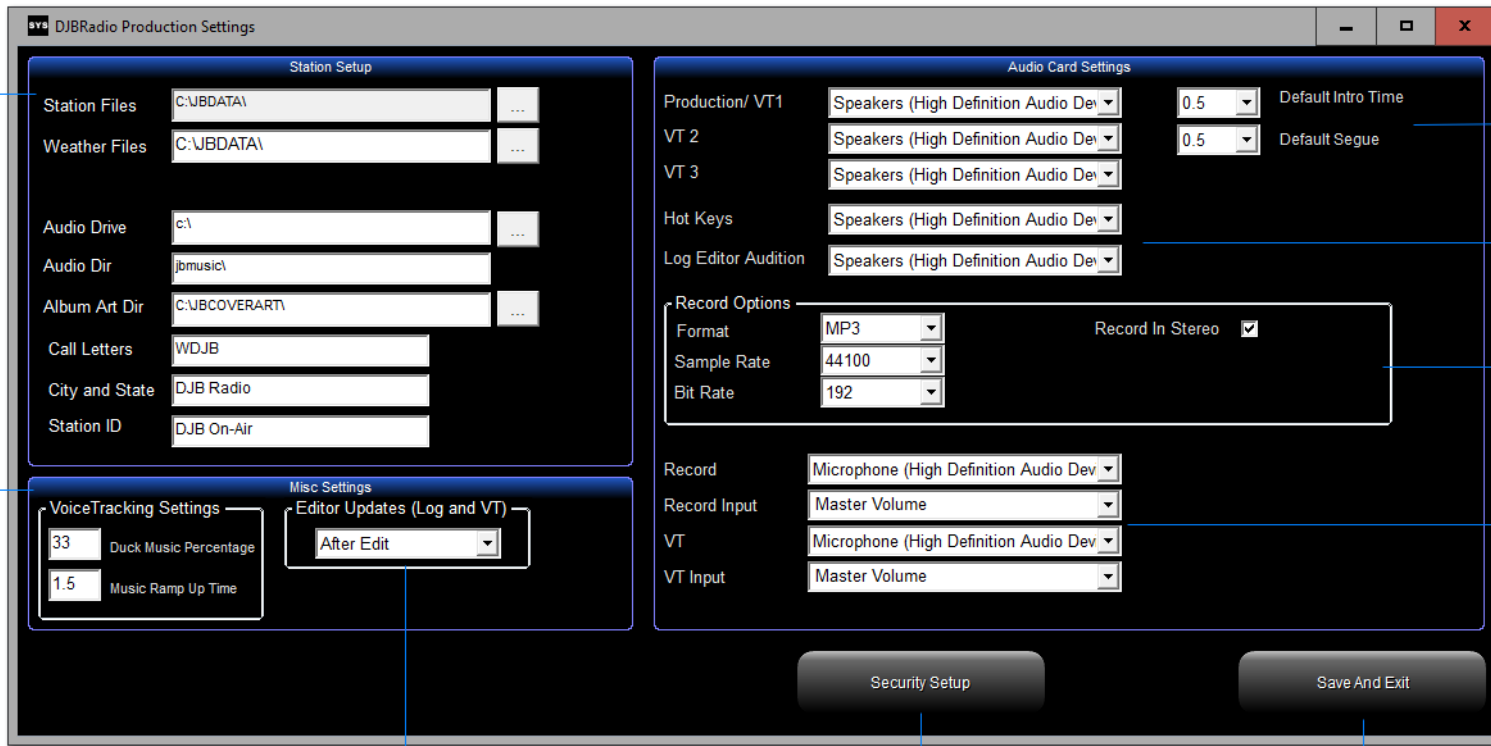 SYS DJBRadio Production Settings
Station Setup
Station Files C:\JBDATA\ ...
Weather Files C:\JBDATA\ ...
Audio Drive c:\ ...
Audio Dir jbmusic\
Album Art Dir C:\JBCOVERART\ ...
Call Letters WDJB
City and State DJB Radio
Station ID DJB On-Air
Misc Settings
VoiceTracking Settings
33 Duck Music Percentage
1.5 Music Ramp Up Time
Editor Updates (Log and VT)
After Edit
Audio Card Settings
Production/ VT1 Speakers (High Definition Audio Dev 0.5 Default Intro Time
VT 2 Speakers (High Definition Audio Dev 0.5 Default Segue
VT 3 Speakers (High Definition Audio Dev
Hot Keys Speakers (High Definition Audio Dev
Log Editor Audition Speakers (High Definition Audio Dev
Record Options
Format MP3 Record In Stereo
Sample Rate 44100
Bit Rate 192
Record Microphone (High Definition Audio Dev
Record Input Master Volume
VT Microphone (High Definition Audio Dev
VT Input Master Volume
Security Setup Save And Exit